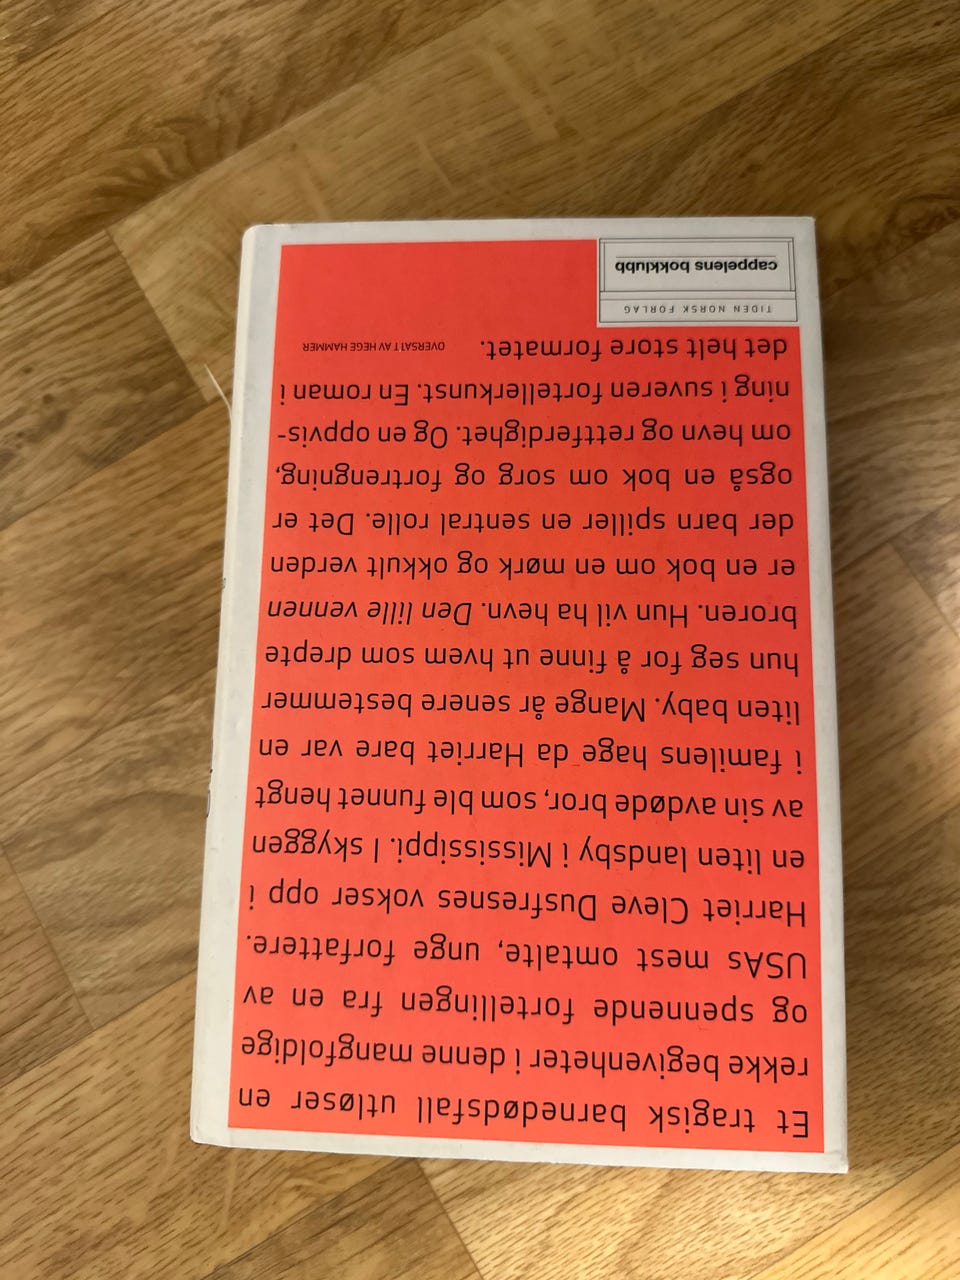 Et tragisk barnedødsfall utløser en
rekke begivenheter i denne mangfoldige
og spennende fortellingen fra en av
USAs mest omtalte, unge forfattere.
Harriet Cleve Dusfresnes vokser opp i
en liten landsby i Mississippi. I skyggen
av sin avdøde bror, som ble funnet hengt
i familens hage da Harriet bare var en
liten baby. Mange år senere bestemmer
hun seg for å finne ut hvem som drepte
broren. Hun vil ha hevn. Den lille vennen
er en bok om en mørk og okkult verden
der barn spiller en sentral rolle. Det er
også en bok om sorg og fortrengning,
om hevn og rettferdighet. Og en oppvis-
ning i suveren fortellerkunst. En roman i
det helt store formatet.
OVERSATT AV HEGE HAMMER
TIDEN NORSK FORLAG
cappelens bokklubb